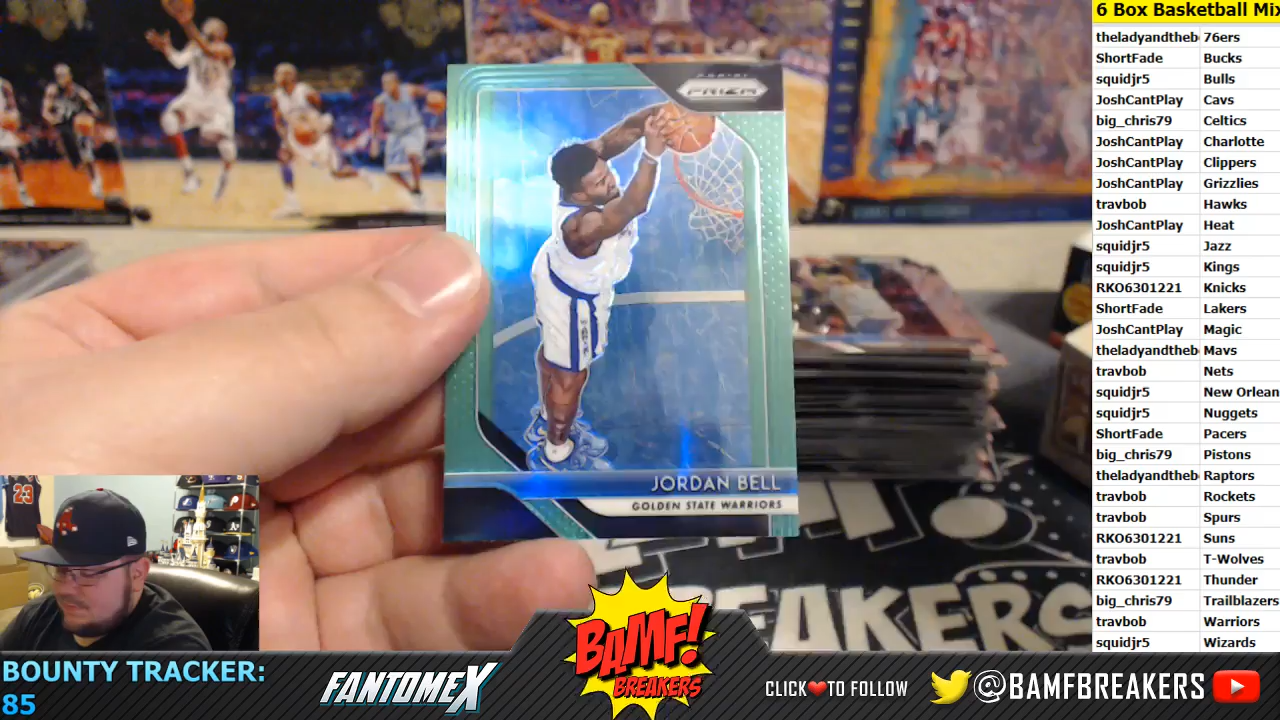 6 Box Basketball Mix
theladyandtheb 76ers
ShortFade Bucks
squidjr5 Bulls
JoshCantPlay Cavs
big_chris79 Celtics
JoshCantPlay Charlotte
JoshCantPlay Clippers
JoshCantPlay Grizzlies
travbob Hawks
JoshCantPlay Heat
squidjr5 Jazz
squidjr5 Kings
RKO6301221 Knicks
ShortFade Lakers
JoshCantPlay Magic
theladyandtheb Mavs
travbob Nets
squidjr5 New Orlean
squidjr5 Nuggets
ShortFade Pacers
big_chris79 Pistons
theladyandtheb Raptors
travbob Rockets
travbob Spurs
RKO6301221 Suns
travbob T-Wolves
RKO6301221 Thunder
big_chris79 Trailblazers
travbob Warriors
squidjr5 Wizards
PANINI
PRIZM
JORDAN BELL
GOLDEN STATE WARRIORS
23
BREAKERS
BOUNTY TRACKER:
85
FANTOMEX
BAMF!
BREAKERS
CLICK TO FOLLOW
@BAMFBREAKERS